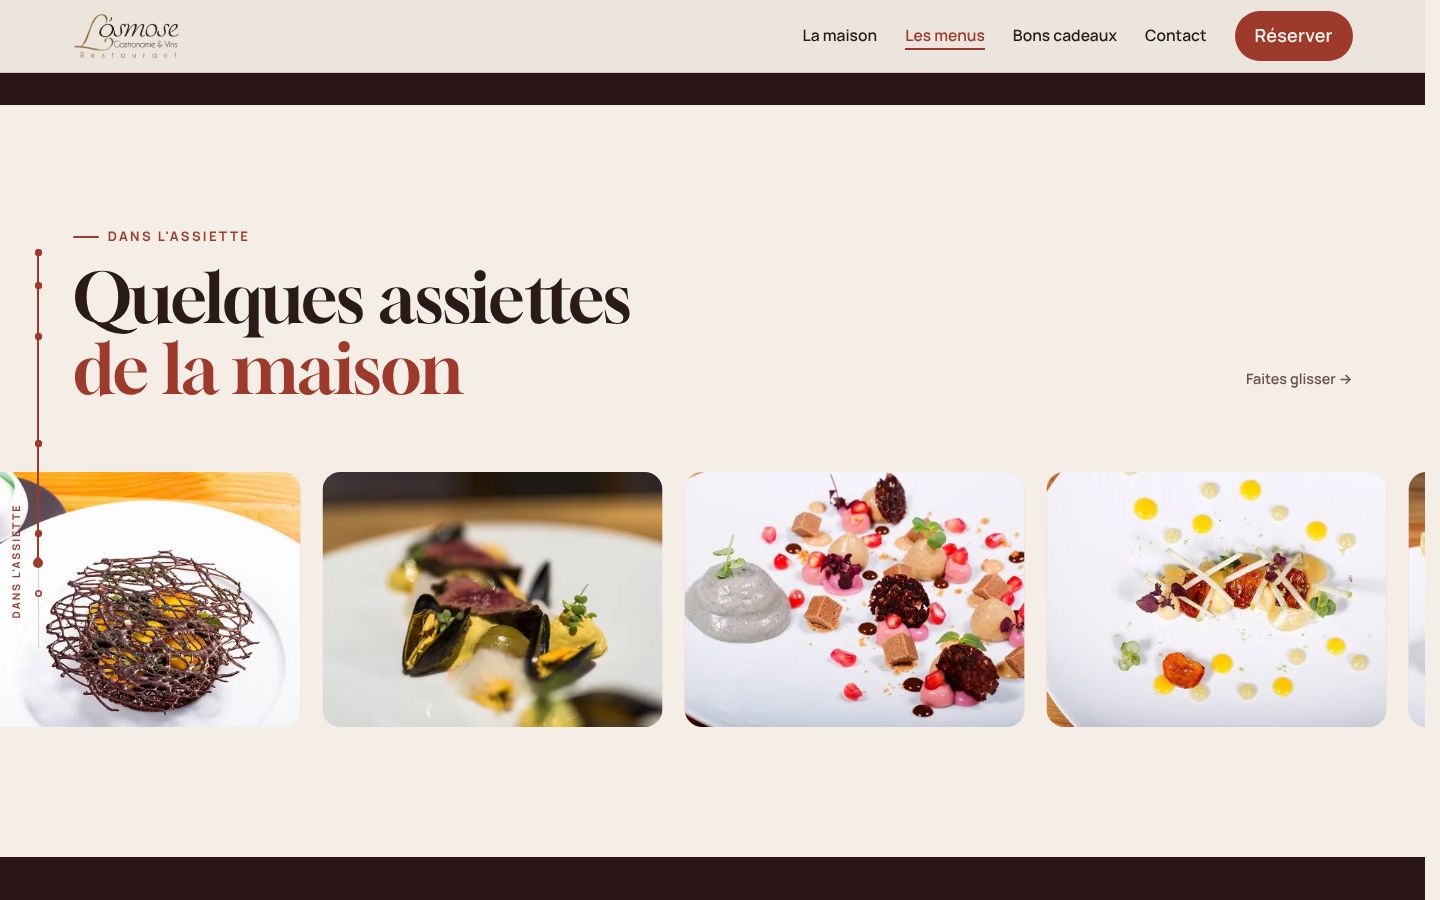 L'osmose
Gastronomie & Vins
Restaurant
La maison
Les menus
Bons cadeaux
Contact
Réserver
DANS L'ASSIETTE
Quelques assiettes
de la maison
Faites glisser →
DANS L'ASSIETTE